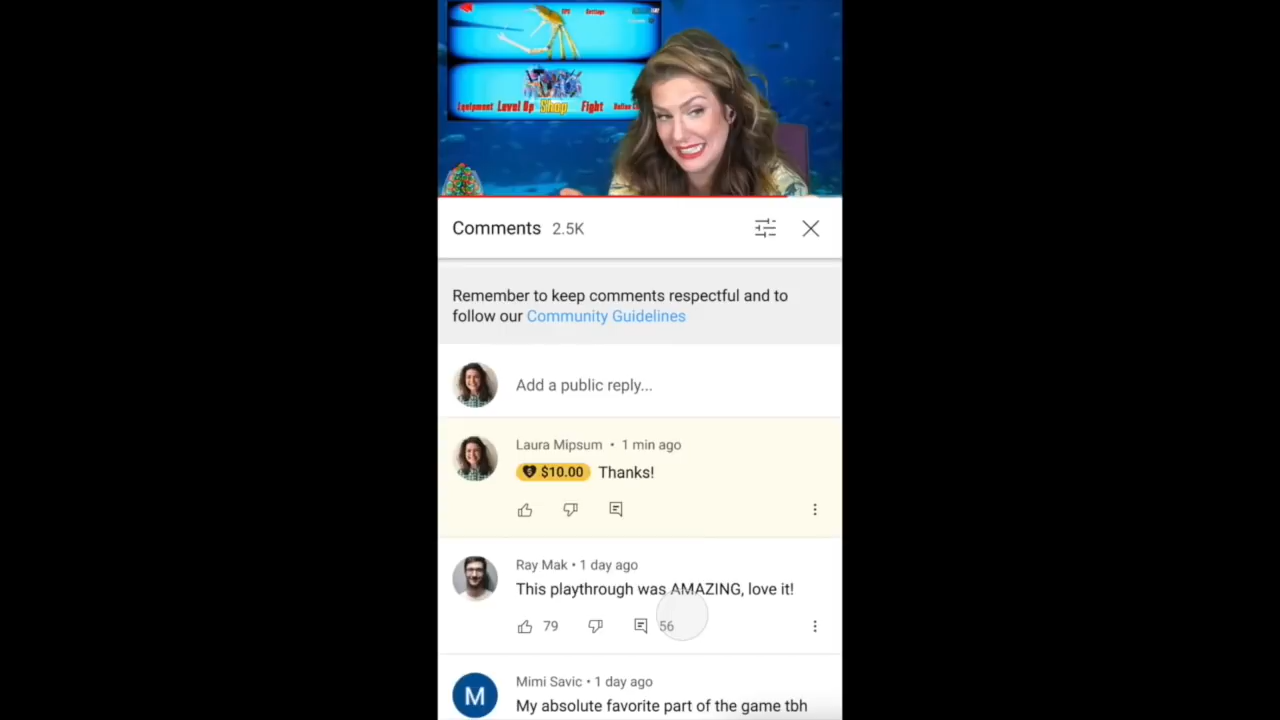 FPS Settings
Equipment Level Up Shop Fight
Comments 2.5K
Remember to keep comments respectful and to
follow our Community Guidelines
Add a public reply...
Laura Mipsum • 1 min ago
$10.00 Thanks!
Ray Mak • 1 day ago
This playthrough was AMAZING, love it!
79 56
M
Mimi Savic • 1 day ago
My absolute favorite part of the game tbh